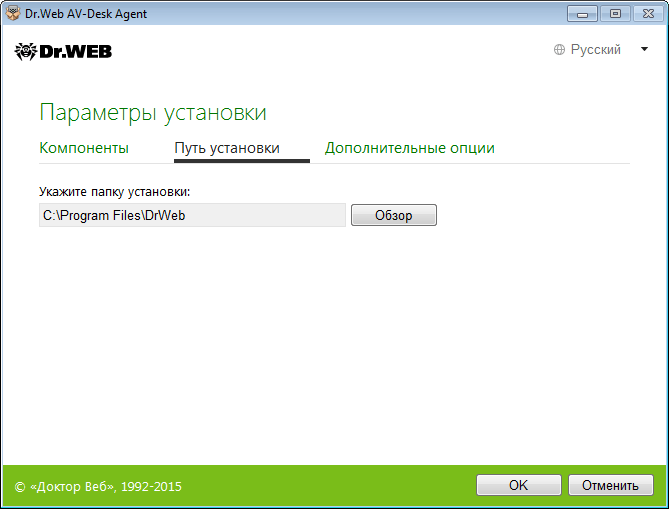 Dr.Web AV-Desk Agent
Dr.WEB
Русский
Параметры установки
Компоненты Путь установки Дополнительные опции
Укажите папку установки:
C:\Program Files\DrWeb Обзор
© «Доктор Веб», 1992-2015 OK Отменить